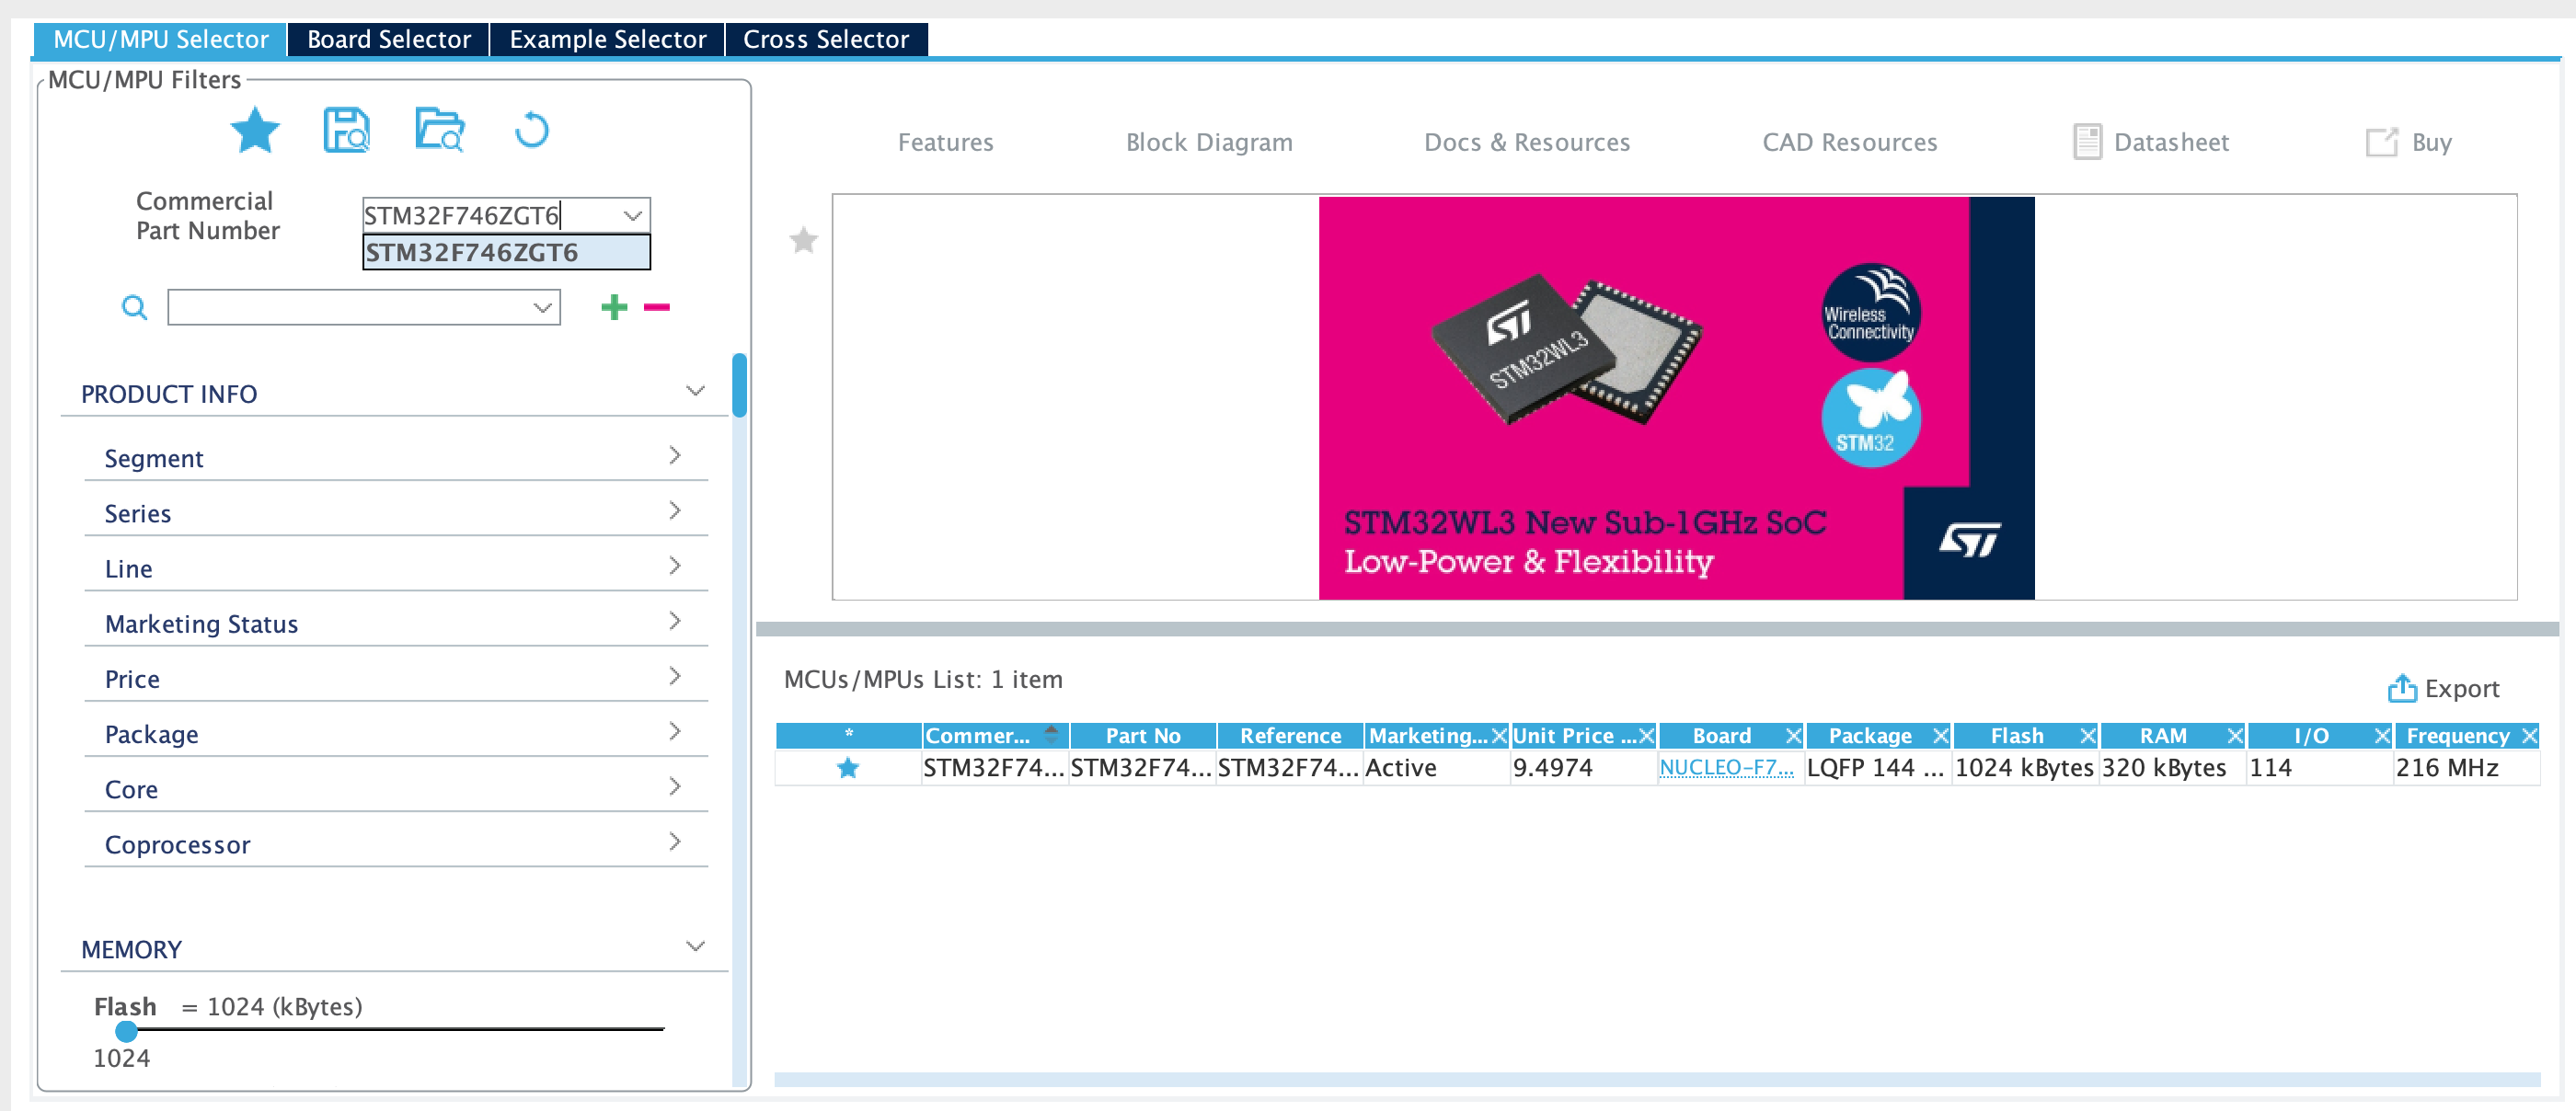 MCU/MPU Selector Board Selector Example Selector Cross Selector
MCU/MPU Filters
Commercial
Part Number
STM32F746ZGT6
STM32F746ZGT6
PRODUCT INFO
Segment
Series
Line
Marketing Status
Price
Package
Core
Coprocessor
MEMORY
Flash = 1024 (kBytes)
1024
Features Block Diagram Docs & Resources CAD Resources Datasheet Buy
ST
STM32WL3
Wireless
Connectivity
STM32
STM32WL3 New Sub-1GHz SoC
Low-Power & Flexibility
ST
MCUs/MPUs List: 1 item
Export
* Commer... Part No Reference Marketing... Unit Price ... Board Package Flash RAM I/O Frequency
STM32F74... STM32F74... STM32F74... Active 9.4974 NUCLEO-F7... LQFP 144 ... 1024 kBytes 320 kBytes 114 216 MHz